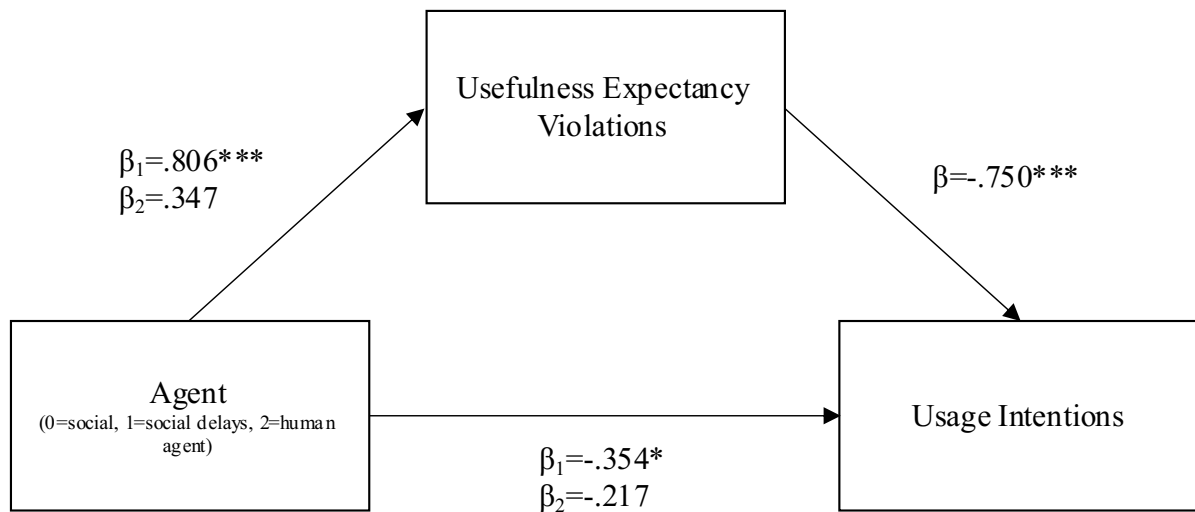 Usefulness Expectancy
Violations
β₁=.806***
β₂=.347
β=-.750***
Agent
(0=social, 1=social delays, 2=human
agent)
Usage Intentions
β₁=-.354*
β₂=-.217